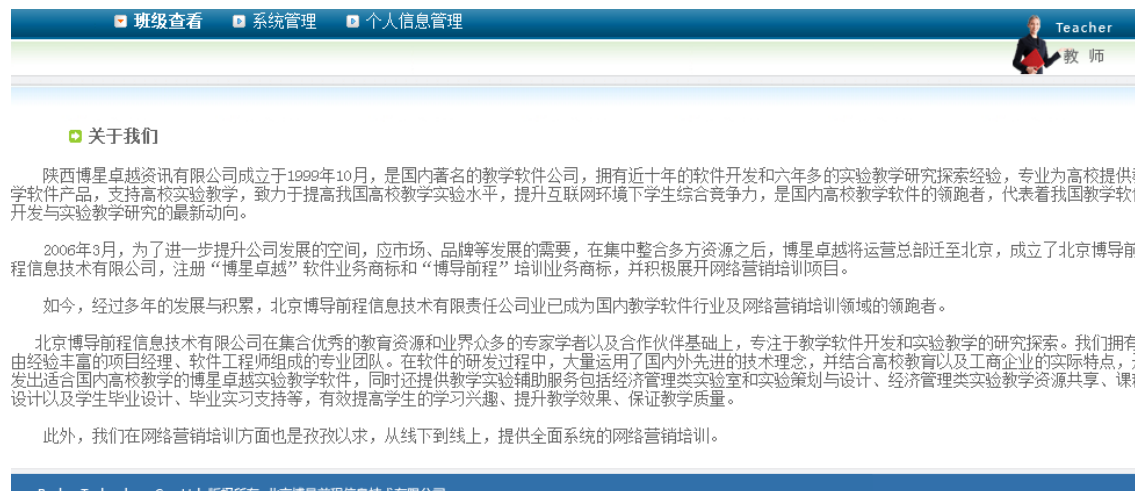 班级查看 系统管理 个人信息管理
Teacher
教 师
关于我们
陕西博星卓越资讯有限公司成立于1999年10月，是国内著名的教学软件公司，拥有近十年的软件开发和六年多的实验教学研究探索经验，专业为高校提供
学软件产品，支持高校实验教学，致力于提高我国高校教学实验水平，提升互联网环境下学生综合竞争力，是国内高校教学软件的领跑者，代表着我国教学软
开发与实验教学研究的最新动向。
2006年3月，为了进一步提升公司发展的空间，应市场、品牌等发展的需要，在集中整合多方资源之后，博星卓越将运营总部迁至北京，成立了北京博导前
程信息技术有限公司，注册“博星卓越”软件业务商标和“博导前程”培训业务商标，并积极展开网络营销培训项目。
如今，经过多年的发展与积累，北京博导前程信息技术有限责任公司业已成为国内教学软件行业及网络营销培训领域的领跑者。
北京博导前程信息技术有限公司在集合优秀的教育资源和业界众多的专家学者以及合作伙伴基础上，专注于教学软件开发和实验教学的研究探索。我们拥有
由经验丰富的项目经理、软件工程师组成的专业团队。在软件的研发过程中，大量运用了国内外先进的技术理念，并结合高校教育以及工商企业的实际特点，
发出适合国内高校教学的博星卓越实验教学软件，同时还提供教学实验辅助服务包括经济管理类实验室和实验策划与设计、经济管理类实验教学资源共享、课
设计以及学生毕业设计、毕业实习支持等，有效提高学生的学习兴趣、提升教学效果、保证教学质量。
此外，我们在网络营销培训方面也是孜孜以求，从线下到线上，提供全面系统的网络营销培训。